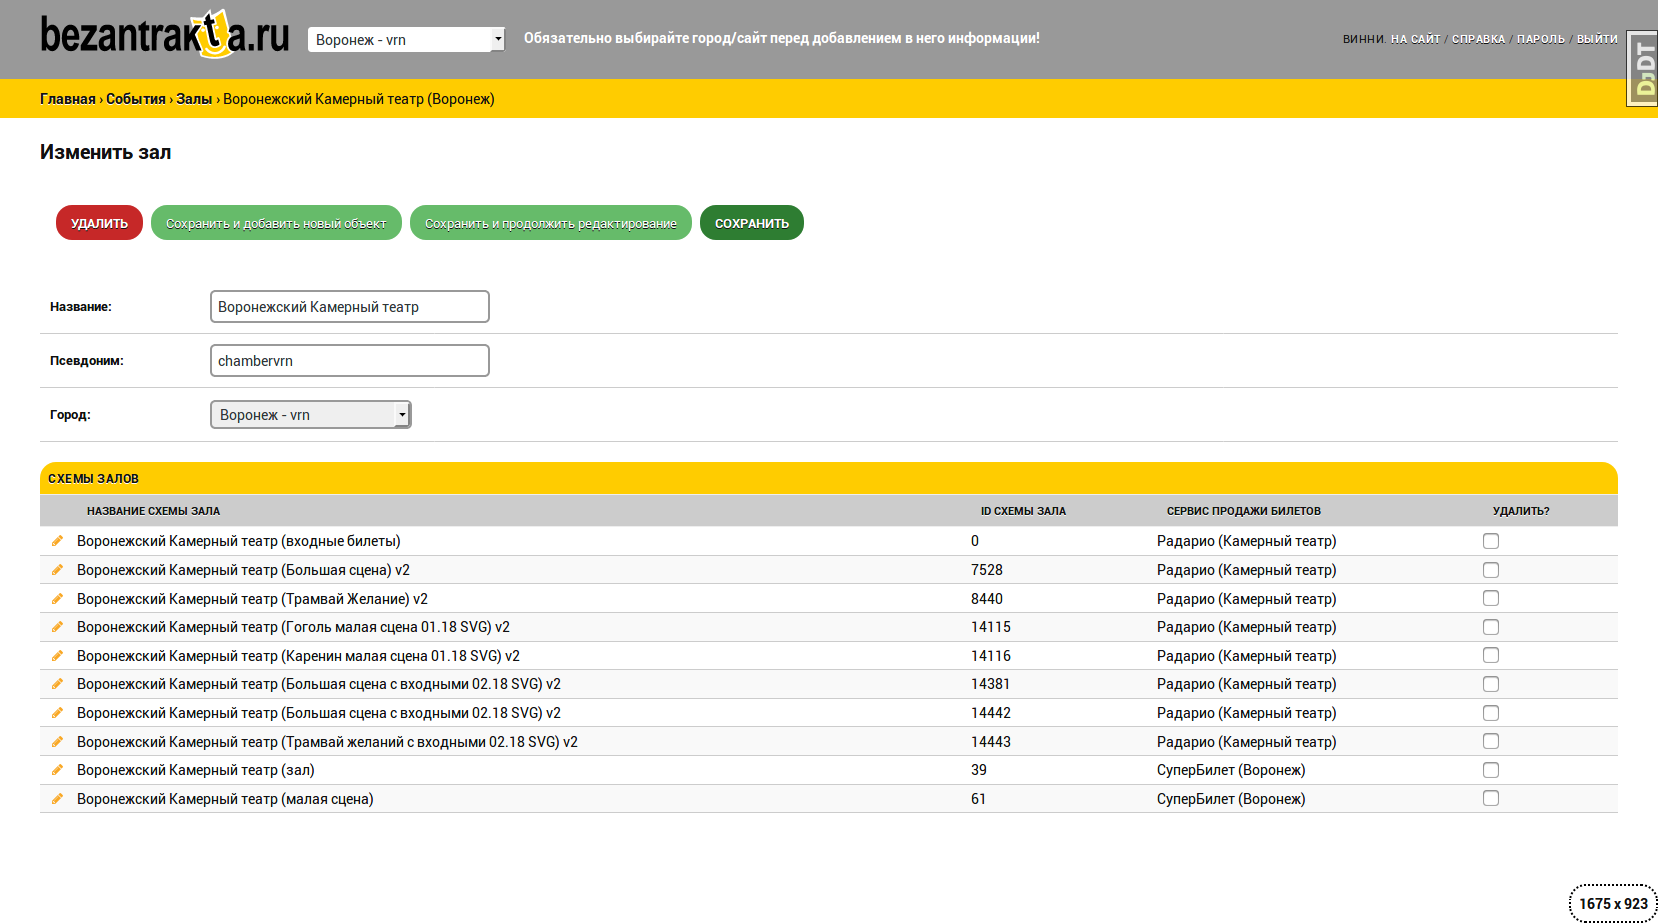 bezantrakta.ru
Воронеж - vrn
Обязательно выбирайте город/сайт перед добавлением в него информации!
ВИННИ. НА САЙТ / СПРАВКА / ПАРОЛЬ / ВЫЙТИ
DjDT
Главная › События › Залы › Воронежский Камерный театр (Воронеж)
Изменить зал
УДАЛИТЬ
Сохранить и добавить новый объект
Сохранить и продолжить редактирование
СОХРАНИТЬ
Название: Воронежский Камерный театр
Псевдоним: chambervrn
Город: Воронеж - vrn
СХЕМЫ ЗАЛОВ
НАЗВАНИЕ СХЕМЫ ЗАЛА ID СХЕМЫ ЗАЛА СЕРВИС ПРОДАЖИ БИЛЕТОВ УДАЛИТЬ?
Воронежский Камерный театр (входные билеты) 0 Радарио (Камерный театр)
Воронежский Камерный театр (Большая сцена) v2 7528 Радарио (Камерный театр)
Воронежский Камерный театр (Трамвай Желание) v2 8440 Радарио (Камерный театр)
Воронежский Камерный театр (Гоголь малая сцена 01.18 SVG) v2 14115 Радарио (Камерный театр)
Воронежский Камерный театр (Каренин малая сцена 01.18 SVG) v2 14116 Радарио (Камерный театр)
Воронежский Камерный театр (Большая сцена с входными 02.18 SVG) v2 14381 Радарио (Камерный театр)
Воронежский Камерный театр (Большая сцена с входными 02.18 SVG) v2 14442 Радарио (Камерный театр)
Воронежский Камерный театр (Трамвай желаний с входными 02.18 SVG) v2 14443 Радарио (Камерный театр)
Воронежский Камерный театр (зал) 39 СуперБилет (Воронеж)
Воронежский Камерный театр (малая сцена) 61 СуперБилет (Воронеж)
1675 x 923